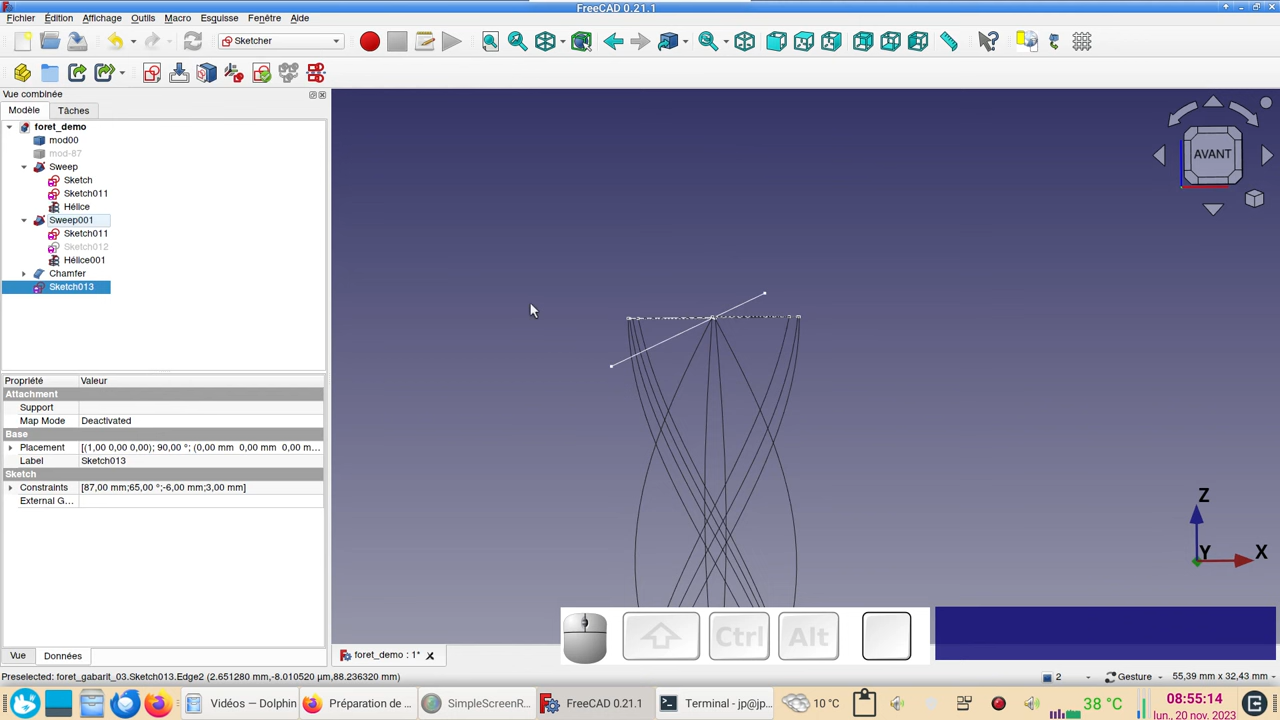 FreeCAD 0.21.1
Fichier Édition Affichage Outils Macro Esquisse Fenêtre Aide
Sketcher
Vue combinée
Modèle Tâches
foret_demo
mod00
mod-87
Sweep
Sketch
Sketch011
Hélice
Sweep001
Sketch011
Sketch012
Hélice001
Chamfer
Sketch013
AVANT
Propriété Valeur
Attachment
Support
Map Mode Deactivated
Base
Placement [(1,00 0,00 0,00); 90,00 °; (0,00 mm 0,00 mm 0,00 m...
Label Sketch013
Sketch
Constraints [87,00 mm;65,00 °;-6,00 mm;3,00 mm]
External G...
Z
Y X
Ctrl Alt
Vue Données
foret_demo : 1*
Preselected: foret_gabarit_03.Sketch013.Edge2 (2.651280 mm,-8.010520 µm,88.236320 mm)
2 Gesture 55,39 mm x 32,43 mm
Vidéos — Dolphin Préparation de ... SimpleScreenR... FreeCAD 0.21.1 Terminal - jp@jp... 10 °C 38 °C 08:55:14
lun., 20 nov. 2023